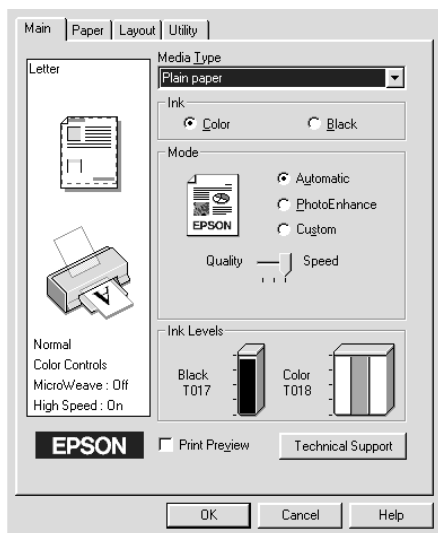 Main Paper Layout Utility
Letter
Media Type
Plain paper
Ink
Color Black
Mode
EPSON
Automatic
PhotoEnhance
Custom
Quality Speed
A
Normal
Color Controls
MicroWeave : Off
High Speed : On
Ink Levels
Black
T017
Color
T018
EPSON
Print Preview Technical Support
OK Cancel Help